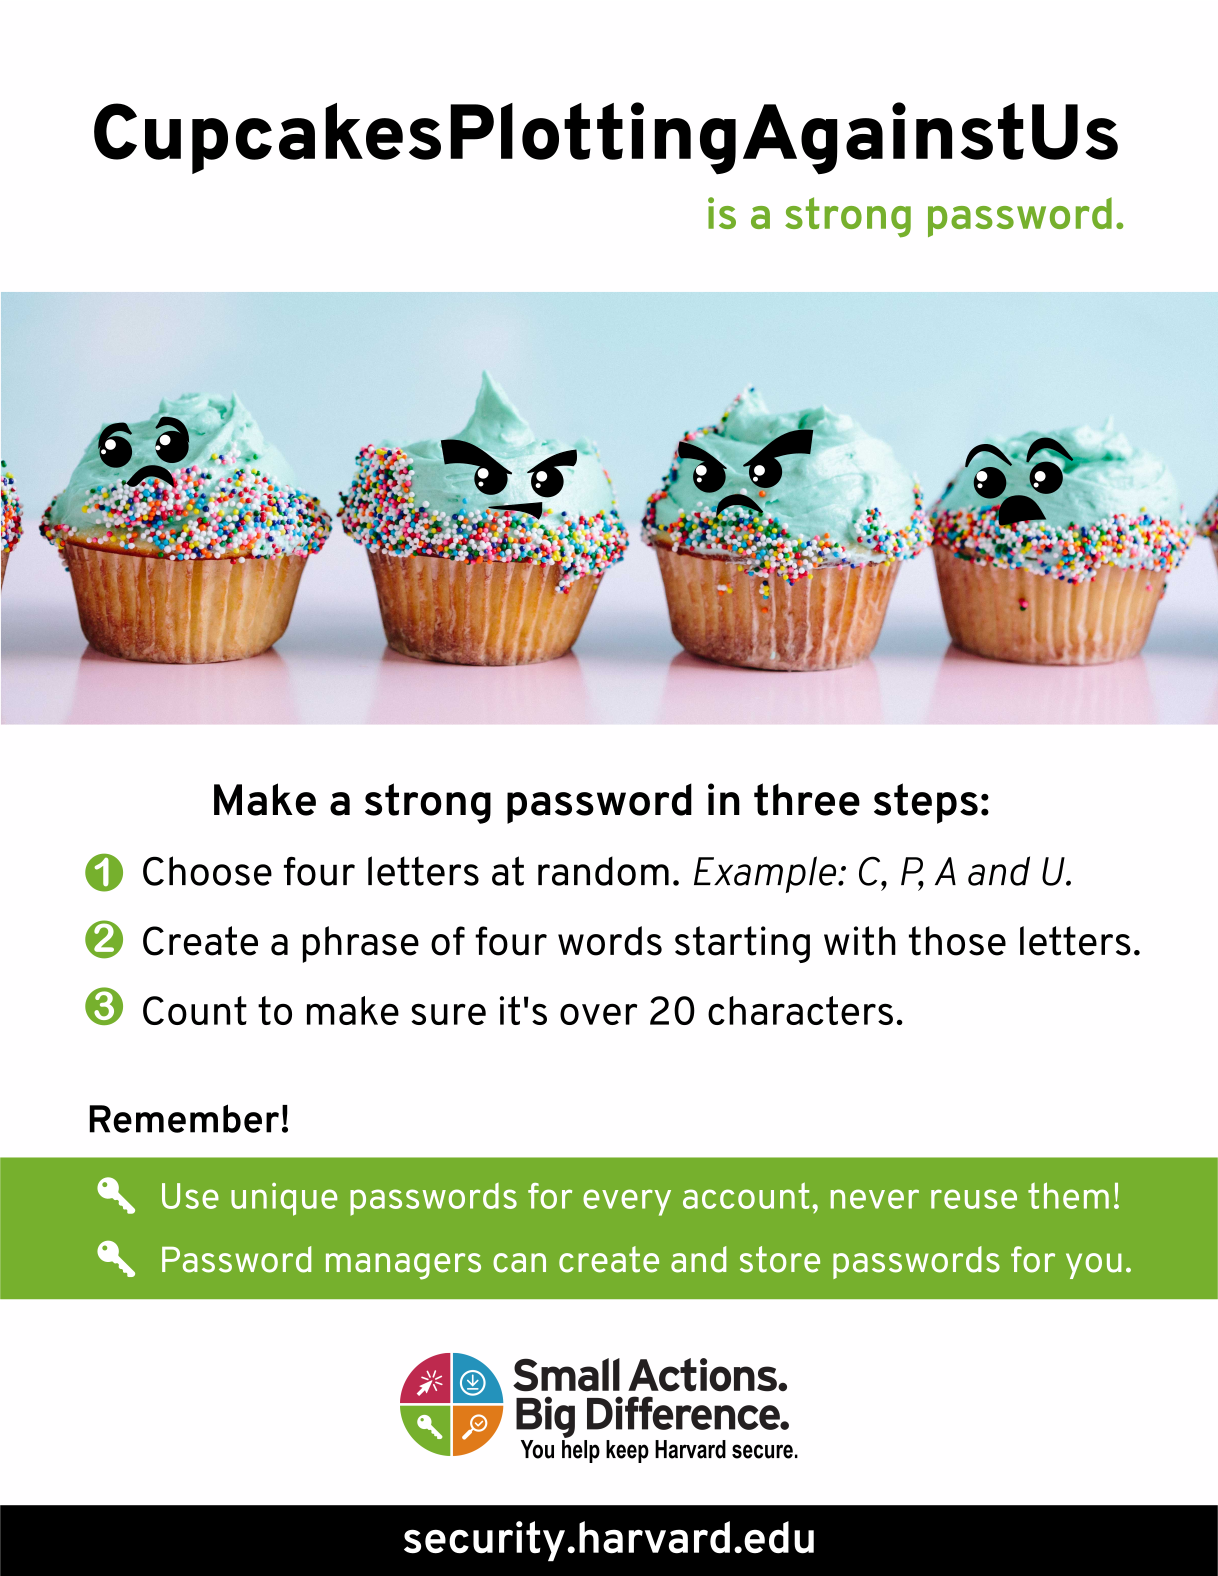 CupcakesPlottingAgainstUs
is a strong password.
Make a strong password in three steps:
1 Choose four letters at random. Example: C, P, A and U.
2 Create a phrase of four words starting with those letters.
3 Count to make sure it's over 20 characters.
Remember!
Use unique passwords for every account, never reuse them!
Password managers can create and store passwords for you.
Small Actions.
Big Difference.
You help keep Harvard secure.
security.harvard.edu